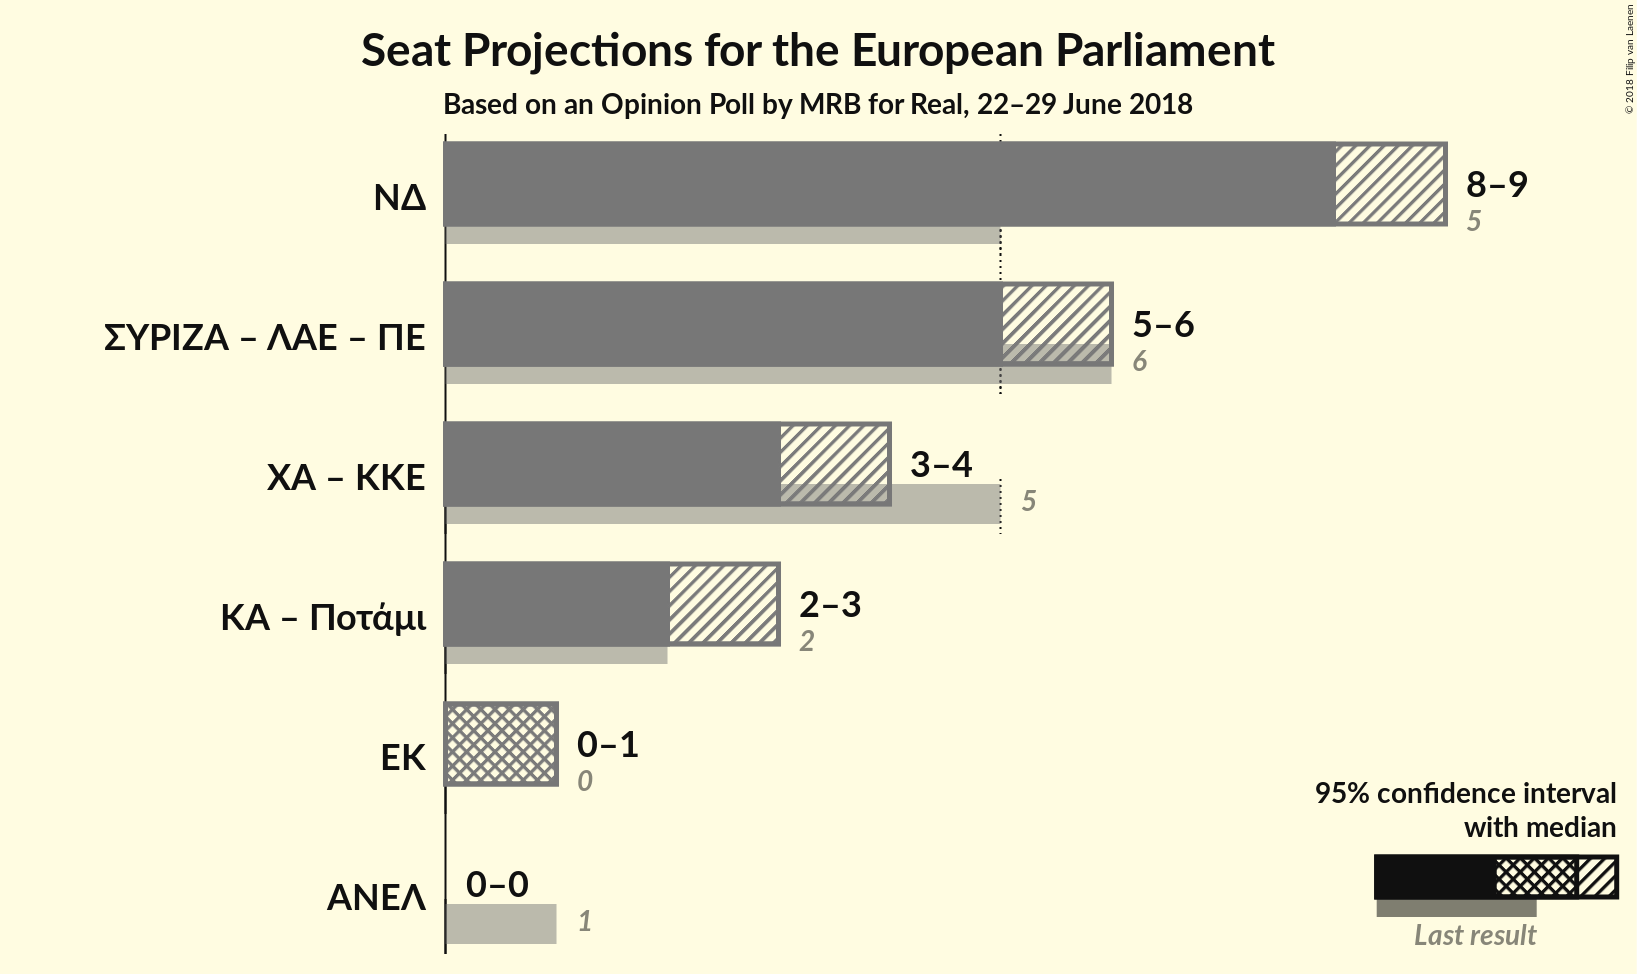 Seat Projections for the European Parliament
Based on an Opinion Poll by MRB for Real, 22–29 June 2018
© 2018 Filip van Laenen
ΝΔ
8–9
5
ΣΥΡΙΖΑ – ΛΑΕ – ΠΕ
5–6
6
ΧΑ – ΚΚΕ
3–4
5
ΚΑ – Ποτάμι
2–3
2
ΕΚ
0–1
0
ΑΝΕΛ
0–0
1
95% confidence interval
with median
Last result